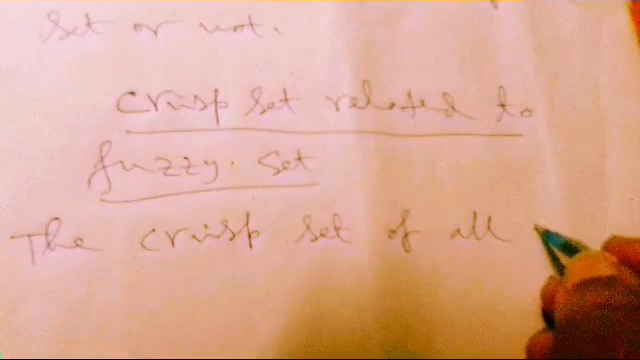 set or not.
crisp set related to
fuzzy. set
The crisp set of all